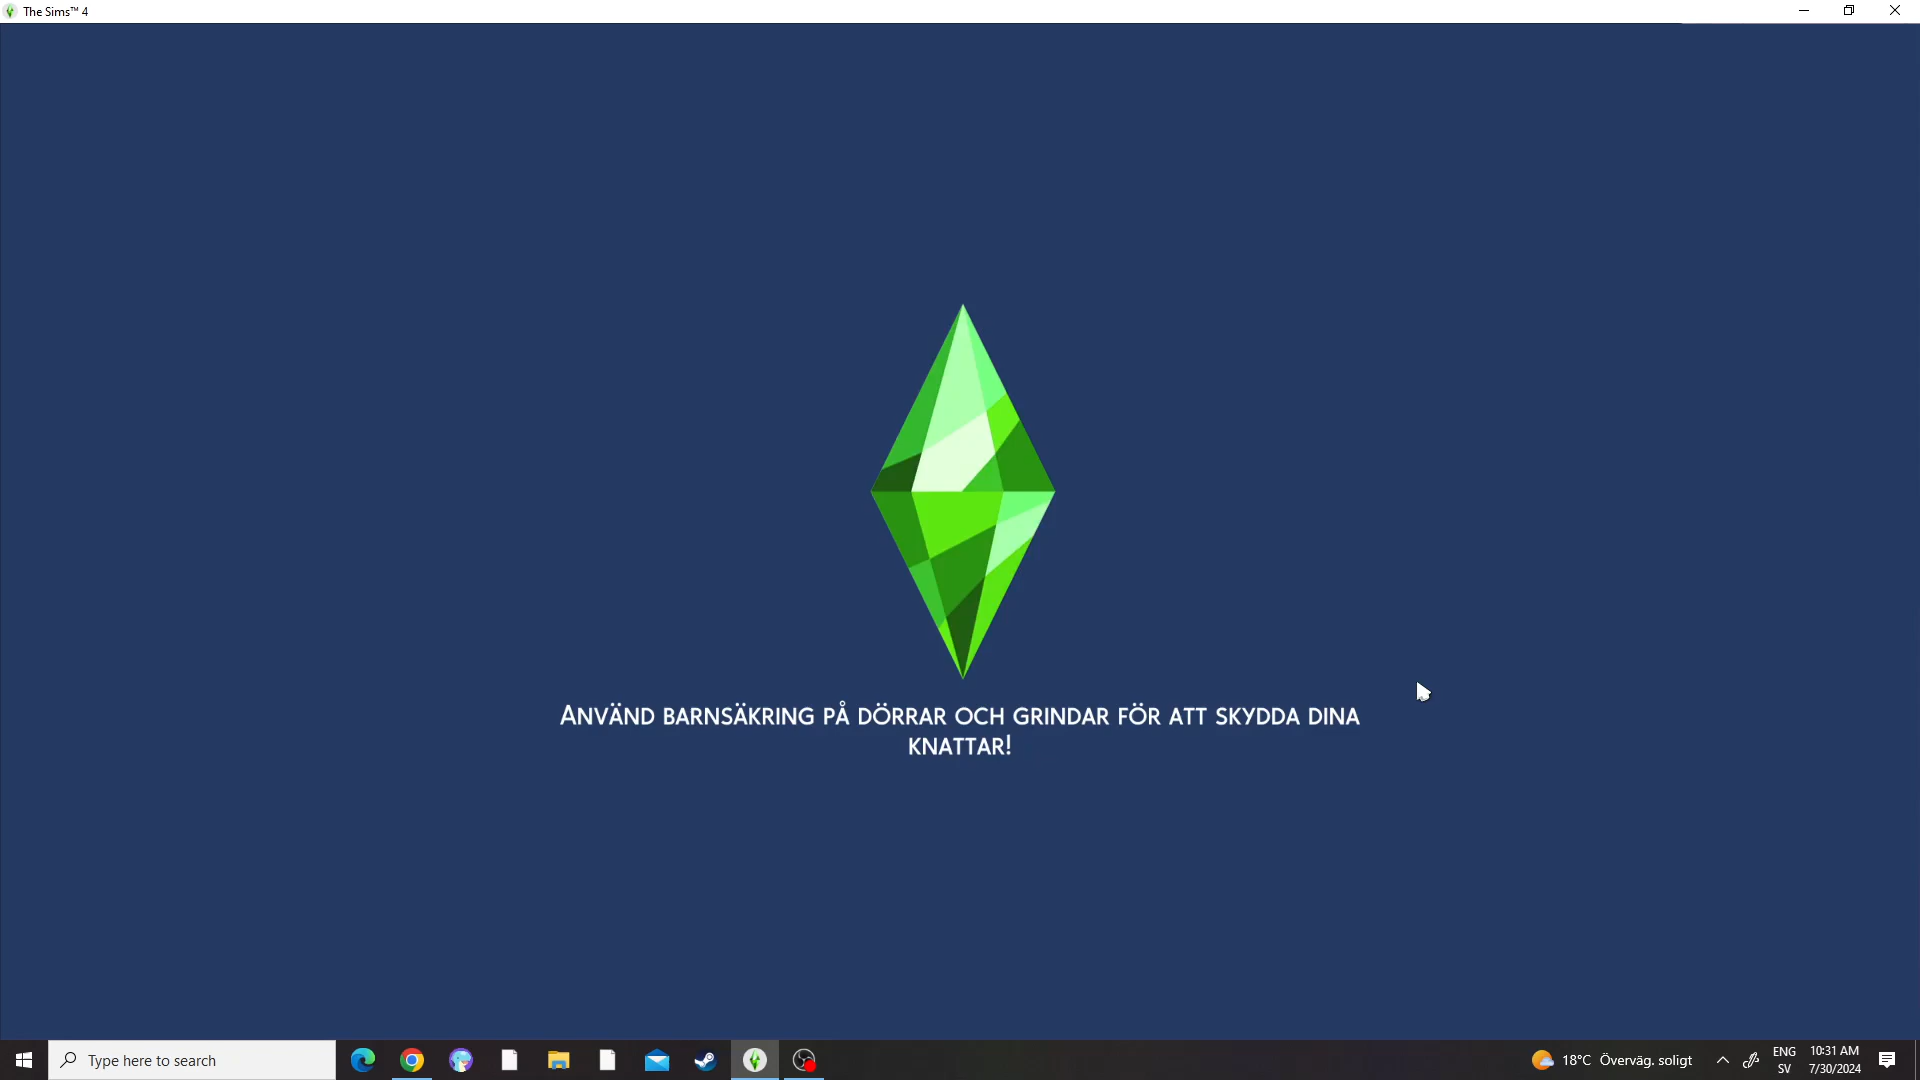 The Sims™ 4
ANVÄND BARNSÄKRING PÅ DÖRRAR OCH GRINDAR FÖR ATT SKYDDA DINA
KNATTAR!
Type here to search
18°C Överväg. soligt
ENG
SV
10:31 AM
7/30/2024